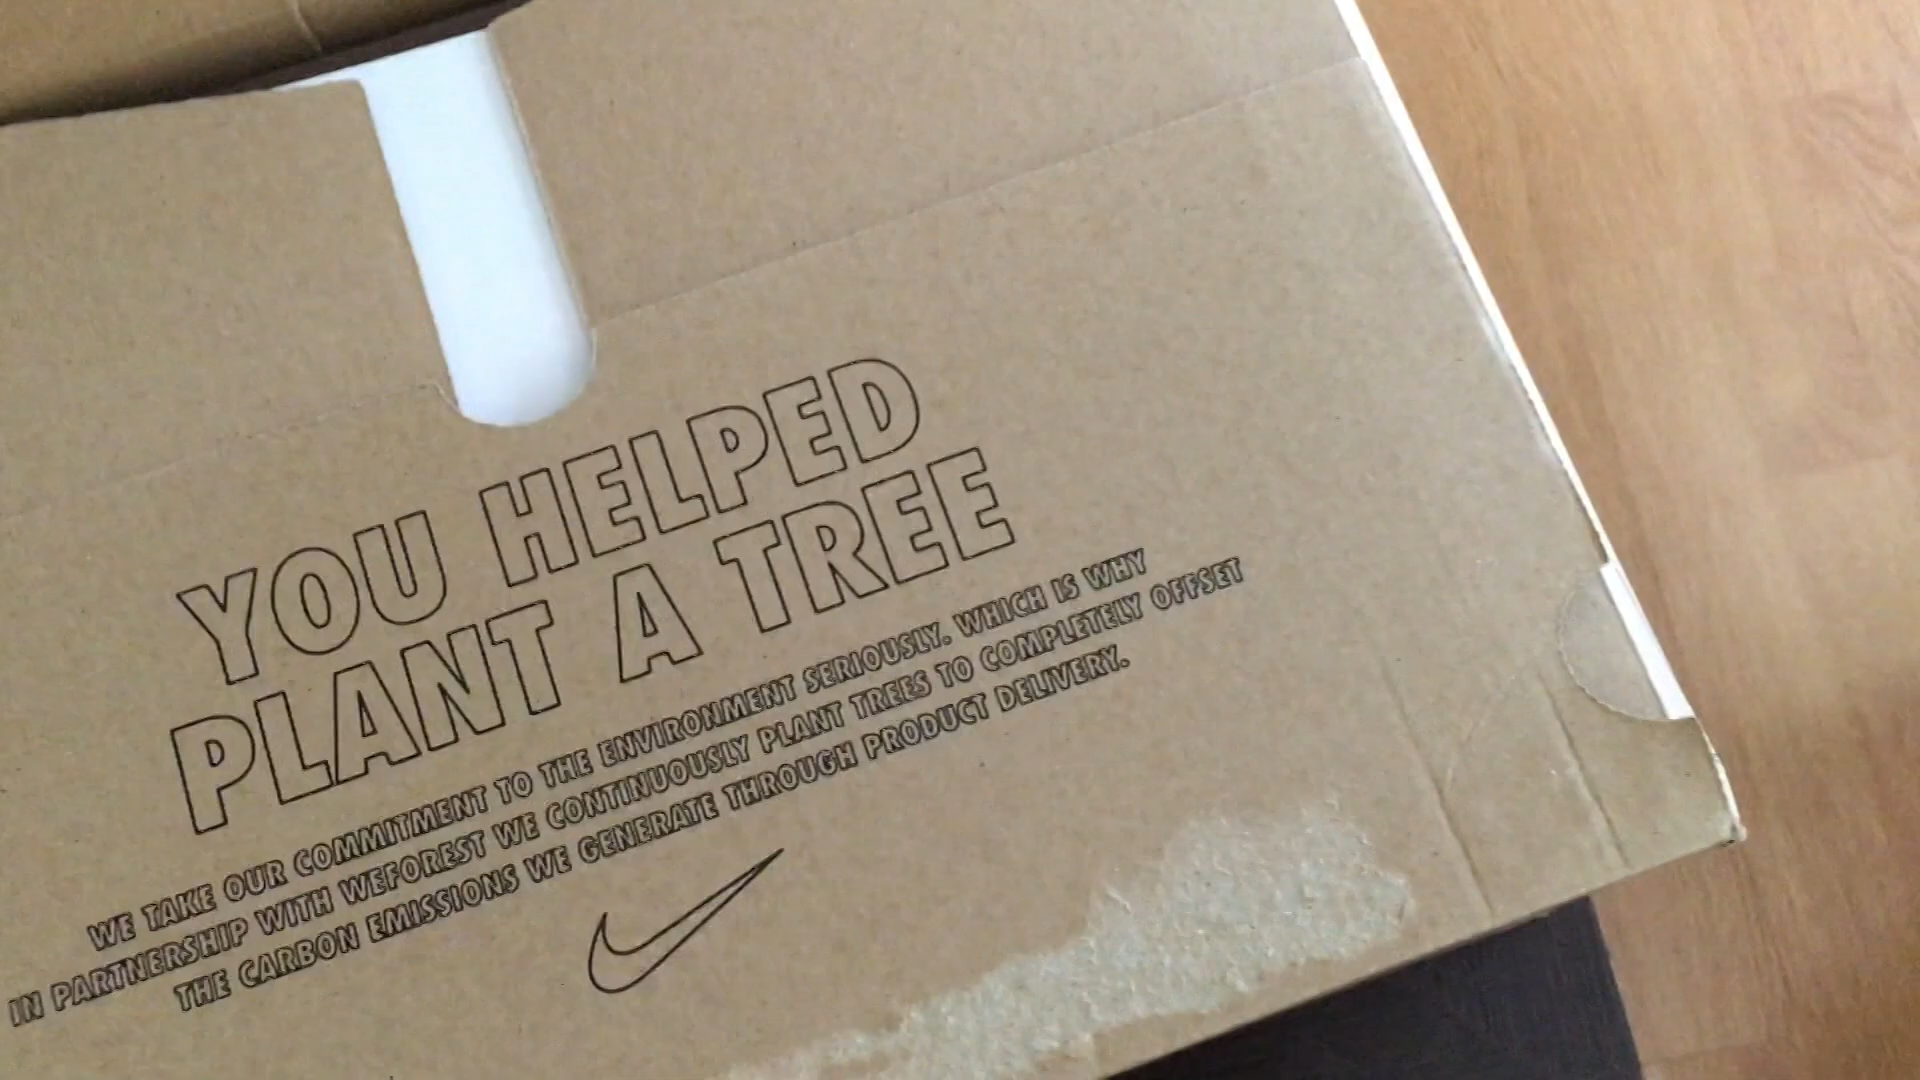 YOU HELPED
PLANT A TREE
WE TAKE OUR COMMITMENT TO THE ENVIRONMENT SERIOUSLY. WHICH IS WHY
IN PARTNERSHIP WITH WEFOREST WE CONTINUOUSLY PLANT TREES TO COMPLETELY OFFSET
THE CARBON EMISSIONS WE GENERATE THROUGH PRODUCT DELIVERY.